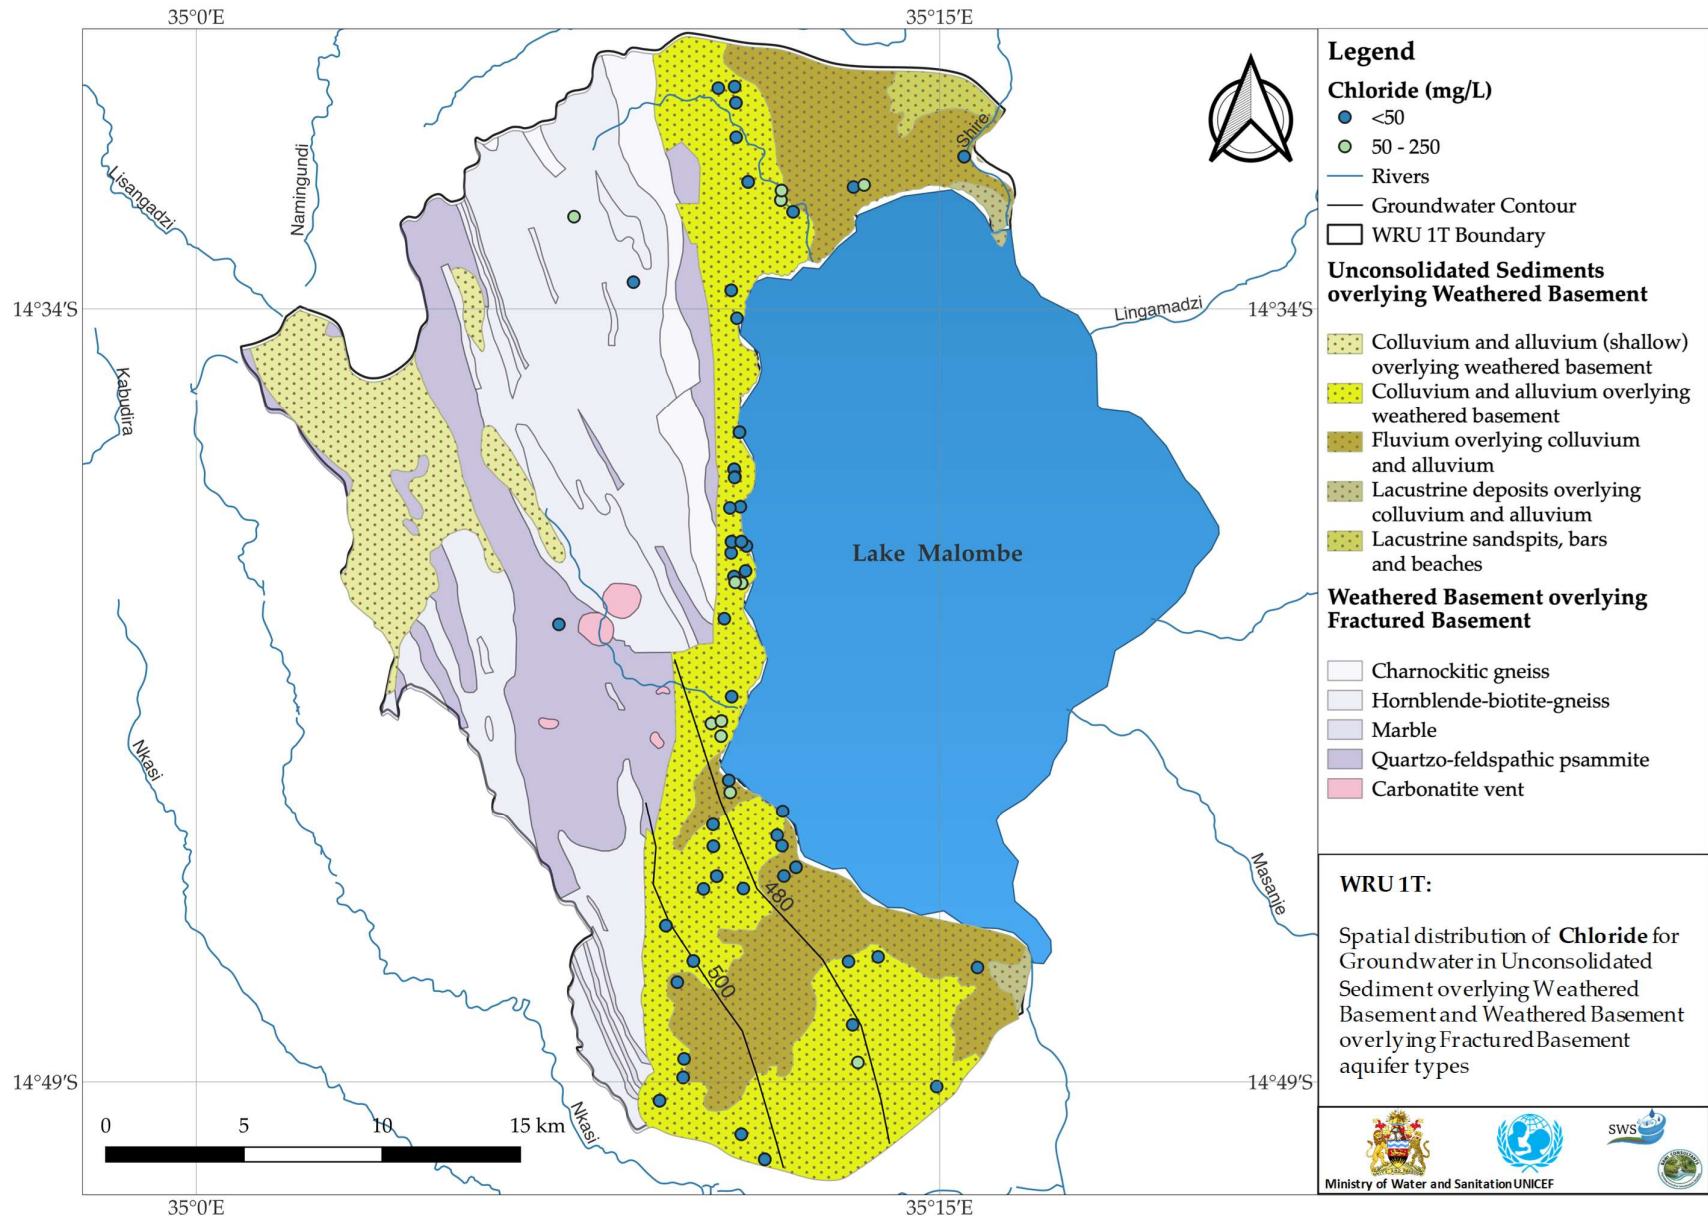 35°0′E
35°15′E
Lisangadzi
Namingundi
Shire
14°34′S
14°34′S
Lingamadzi
Kabudira
Lake Malombe
Nkasi
Masanje
480
500
14°49′S
14°49′S
Nkasi
0 5 10 15 km
35°0′E
35°15′E
Legend
Chloride (mg/L)
<50
50 - 250
Rivers
Groundwater Contour
WRU 1T Boundary
Unconsolidated Sediments
overlying Weathered Basement
Colluvium and alluvium (shallow)
overlying weathered basement
Colluvium and alluvium overlying
weathered basement
Fluvium overlying colluvium
and alluvium
Lacustrine deposits overlying
colluvium and alluvium
Lacustrine sandspits, bars
and beaches
Weathered Basement overlying
Fractured Basement
Charnockitic gneiss
Hornblende-biotite-gneiss
Marble
Quartzo-feldspathic psammite
Carbonatite vent
WRU 1T:
Spatial distribution of Chloride for
Groundwater in Unconsolidated
Sediment overlying Weathered
Basement and Weathered Basement
overlying Fractured Basement
aquifer types
SWS
Ministry of Water and Sanitation UNICEF